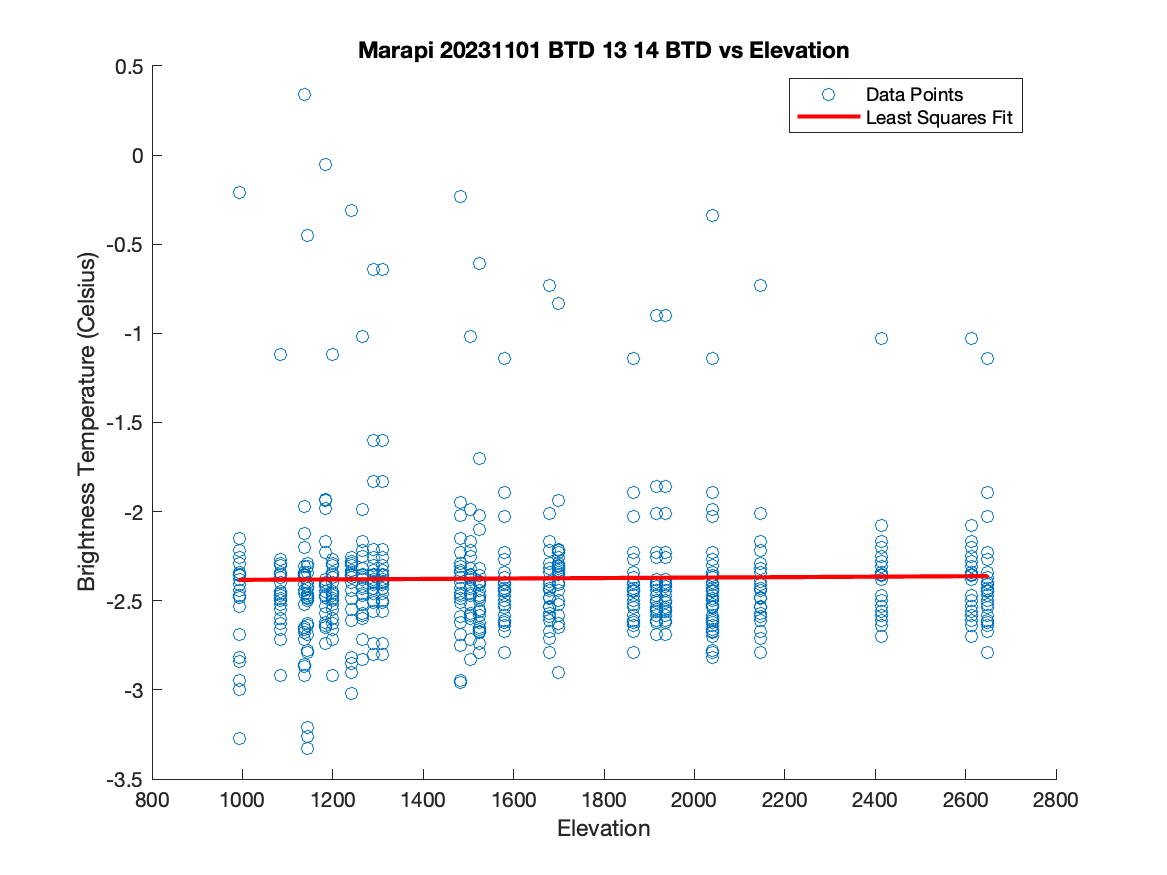 Marapi 20231101 BTD 13 14 BTD vs Elevation
Data Points
Least Squares Fit
0.5
0
-0.5
-1
-1.5
-2
-2.5
-3
-3.5
Brightness Temperature (Celsius)
800 1000 1200 1400 1600 1800 2000 2200 2400 2600 2800
Elevation